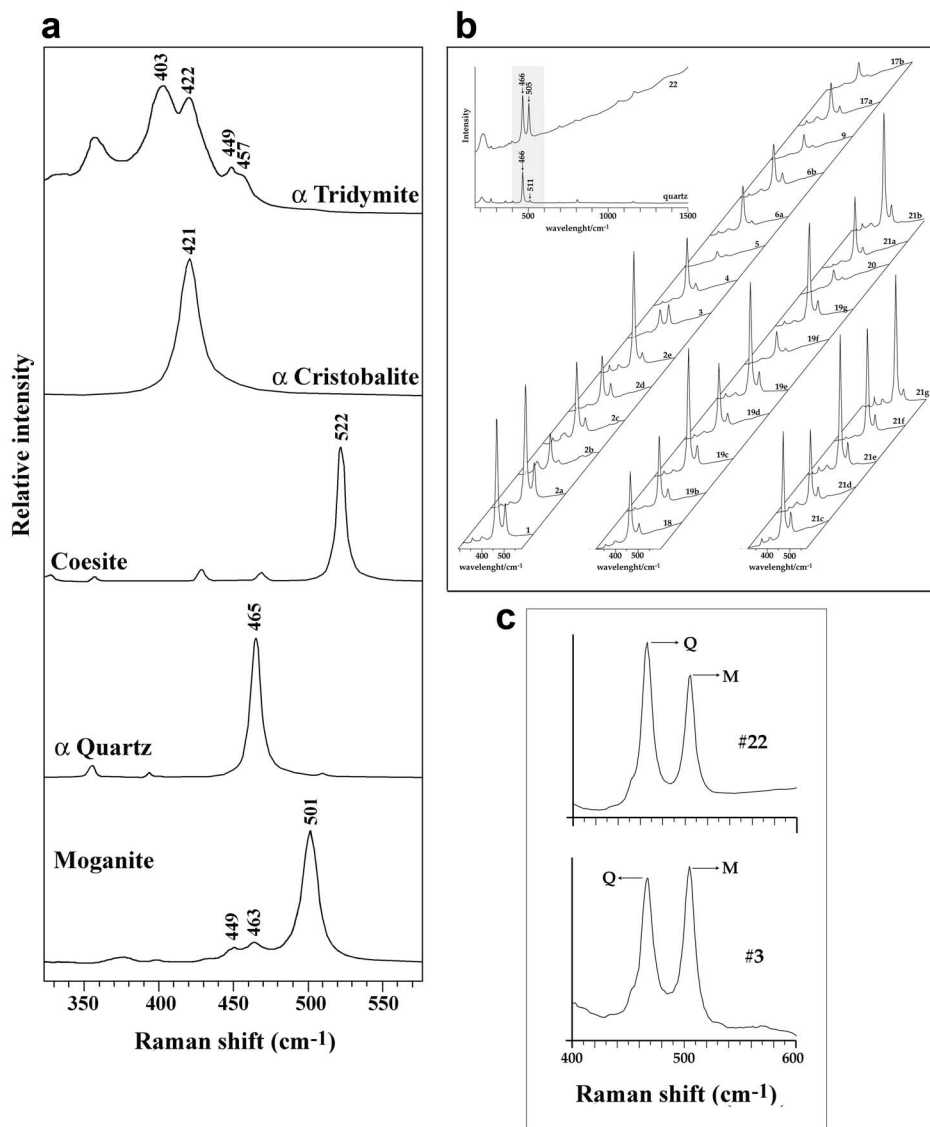 a
403
422
449
457
α Tridymite
421
α Cristobalite
522
Coesite
465
α Quartz
501
Moganite
449
463
Relative intensity
350 400 450 500 550
Raman shift (cm-1)
b
Intensity
466
505
22
466
511
quartz
500 1000 1500
wavelenght/cm-1
17b
17a
9
6b
6a
5
4
3
2e
2d
2c
2b
2a
1
400 500
wavelenght/cm-1
21b
21a
20
19g
19f
19e
19d
19c
19b
18
400 500
wavelenght/cm-1
21g
21f
21e
21d
21c
400 500
wavelenght/cm-1
c
Q
M
#22
Q
M
#3
400 500 600
Raman shift (cm-1)